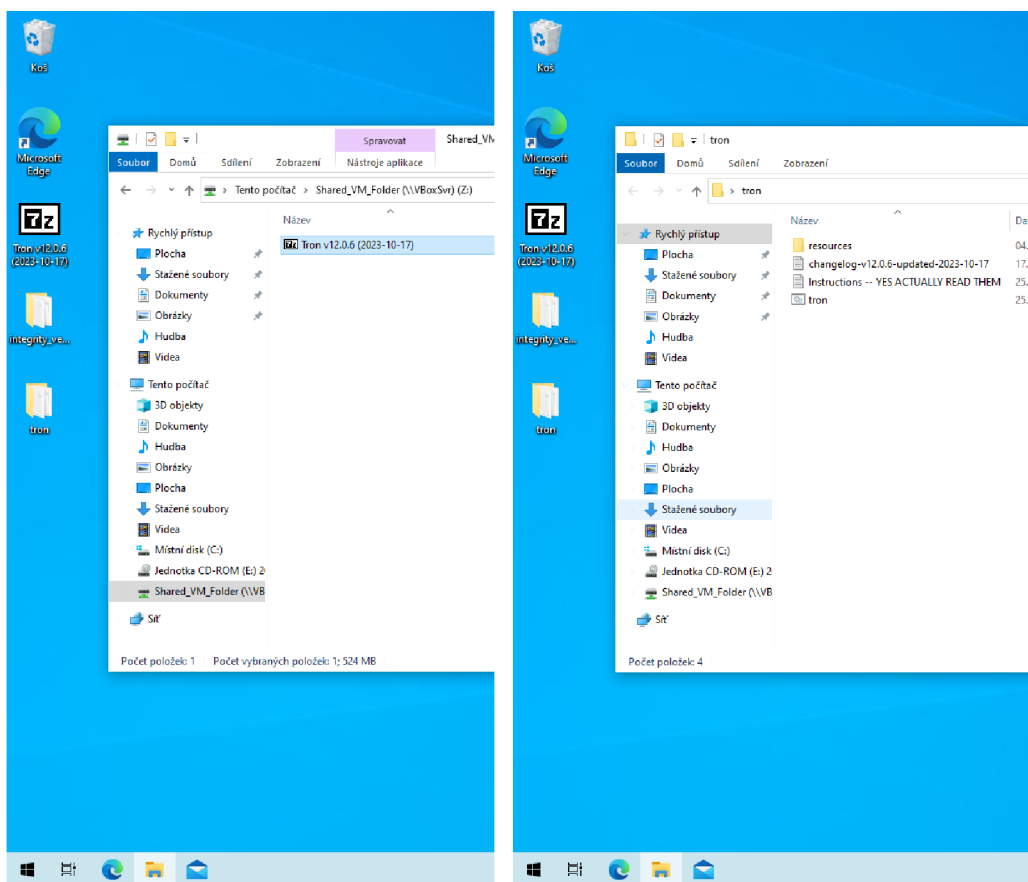 Koš
Microsoft
Edge
Tron v12.0.6
(2023-10-17)
integrity_ve...
tron
Spravovat
Shared_VM
Soubor
Domů
Sdílení
Zobrazení
Nástroje aplikace
Tento počítač
Shared_VM_Folder (\\VBoxSvr) (Z:)
Rychlý přístup
Plocha
Stažené soubory
Dokumenty
Obrázky
Hudba
Videa
Tento počítač
3D objekty
Dokumenty
Hudba
Obrázky
Plocha
Stažené soubory
Videa
Místní disk (C:)
Jednotka CD-ROM (E:) 2
Shared_VM_Folder (\\VB
Síť
Název
Tron v12.0.6 (2023-10-17)
Počet položek: 1
Počet vybraných položek: 1; 524 MB
Koš
Microsoft
Edge
Tron v12.0.6
(2023-10-17)
integrity_ve...
tron
tron
Soubor
Domů
Sdílení
Zobrazení
tron
Rychlý přístup
Plocha
Stažené soubory
Dokumenty
Obrázky
Hudba
Videa
Tento počítač
3D objekty
Dokumenty
Hudba
Obrázky
Plocha
Stažené soubory
Videa
Místní disk (C:)
Jednotka CD-ROM (E:) 2
Shared_VM_Folder (\\VB
Síť
Název
Da
resources
04.
changelog-v12.0.6-updated-2023-10-17
17.
Instructions -- YES ACTUALLY READ THEM
25.
tron
25.
Počet položek: 4